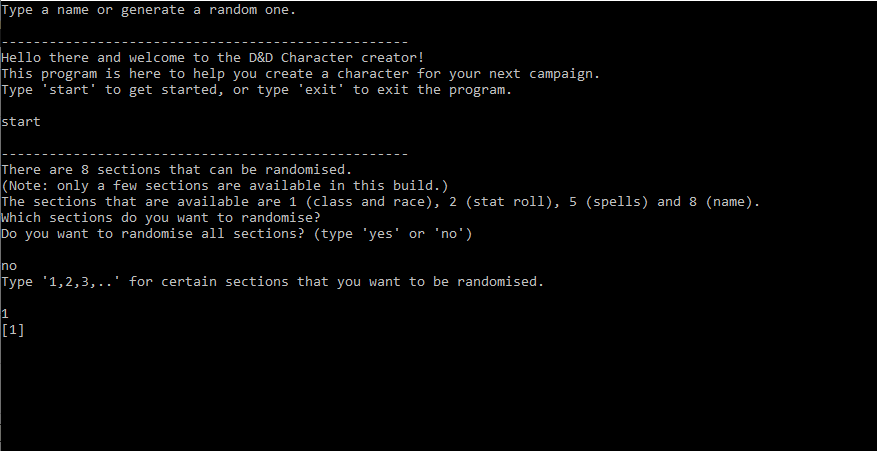 Type a name or generate a random one.
---------------------------------------------------
Hello there and welcome to the D&D Character creator!
This program is here to help you create a character for your next campaign.
Type 'start' to get started, or type 'exit' to exit the program.
start
---------------------------------------------------
There are 8 sections that can be randomised.
(Note: only a few sections are available in this build.)
The sections that are available are 1 (class and race), 2 (stat roll), 5 (spells) and 8 (name).
Which sections do you want to randomise?
Do you want to randomise all sections? (type 'yes' or 'no')
no
Type '1,2,3,..' for certain sections that you want to be randomised.
1
[1]